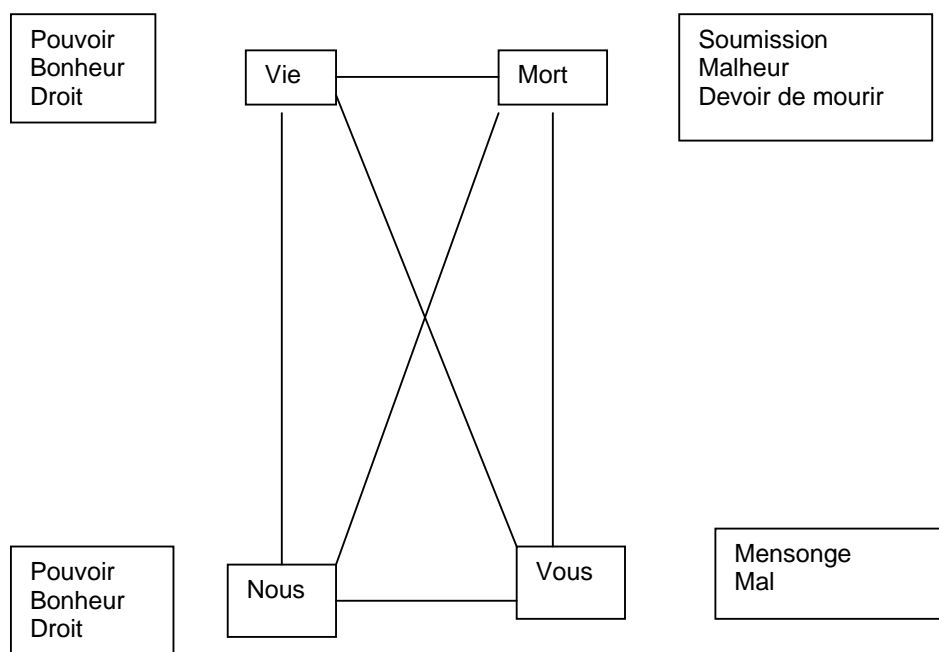 Pouvoir
Bonheur
Droit
Vie
Mort
Soumission
Malheur
Devoir de mourir
Pouvoir
Bonheur
Droit
Nous
Vous
Mensonge
Mal